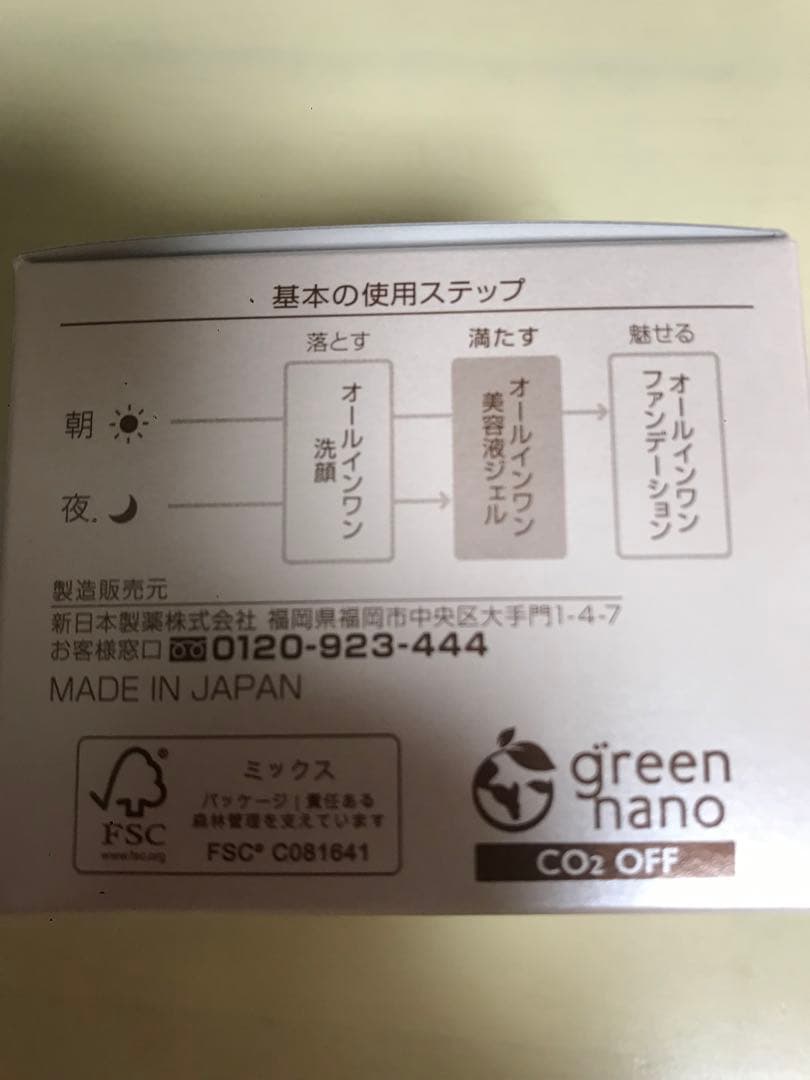 基本の使用ステップ
落とす
満たす
魅せる
朝
夜
オールインワン
洗顔
オールインワン
美容液ジェル
オールインワン
ファンデーション
製造販売元
新日本製薬株式会社 福岡県福岡市中央区大手門1-4-7
お客様窓口 0120-923-444
MADE IN JAPAN
FSC®
www.fsc.org
ミックス
パッケージ | 責任ある
森林管理を支えています
FSC® C081641
green
nano
CO2 OFF